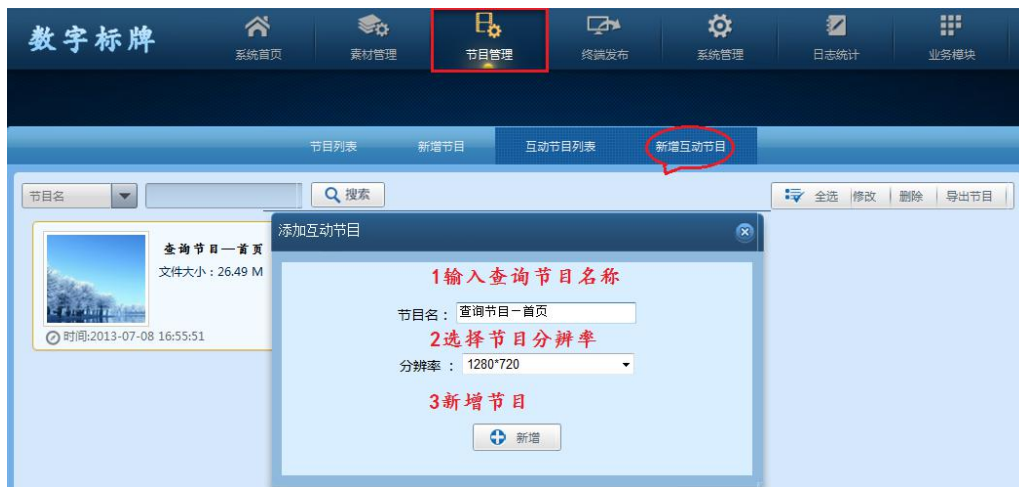 数字标牌
系统首页 素材管理 节目管理 终端发布 系统管理 日志统计 业务模块
节目列表 新增节目 互动节目列表 新增互动节目
节目名 搜索 全选 修改 删除 导出节目
添加互动节目
查询节目—首页
文件大小：26.49 M
时间:2013-07-08 16:55:51
1输入查询节目名称
节目名： 查询节目－首页
2选择节目分辨率
分辨率 ： 1280*720
3新增节目
新增